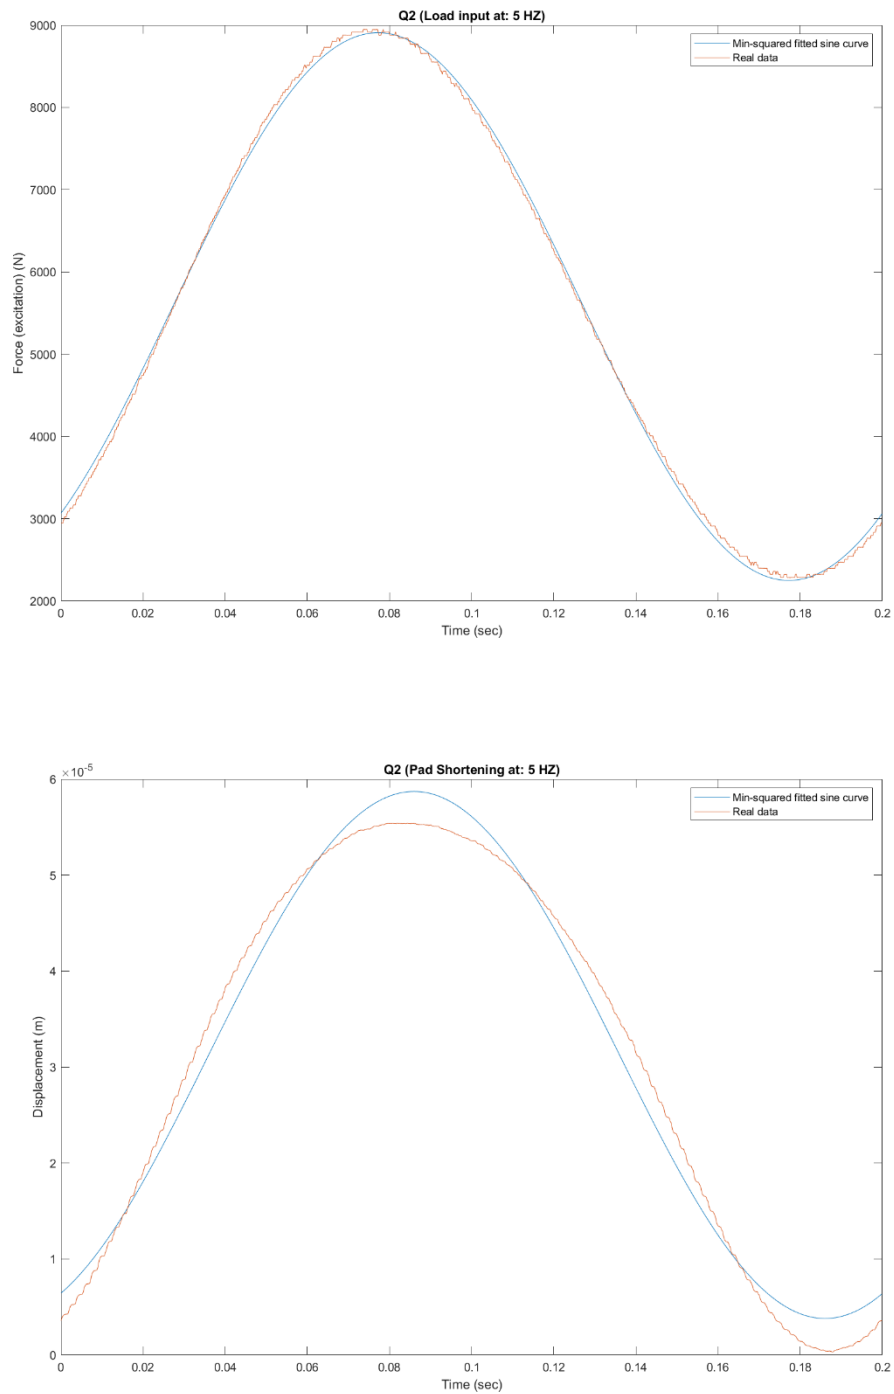 Q2 (Load input at: 5 HZ)
9000
8000
7000
6000
5000
4000
3000
2000
Force (excitation) (N)
Min-squared fitted sine curve
Real data
0 0.02 0.04 0.06 0.08 0.1 0.12 0.14 0.16 0.18 0.2
Time (sec)
×10-5
Q2 (Pad Shortening at: 5 HZ)
6
5
4
3
2
1
0
Displacement (m)
Min-squared fitted sine curve
Real data
0 0.02 0.04 0.06 0.08 0.1 0.12 0.14 0.16 0.18 0.2
Time (sec)